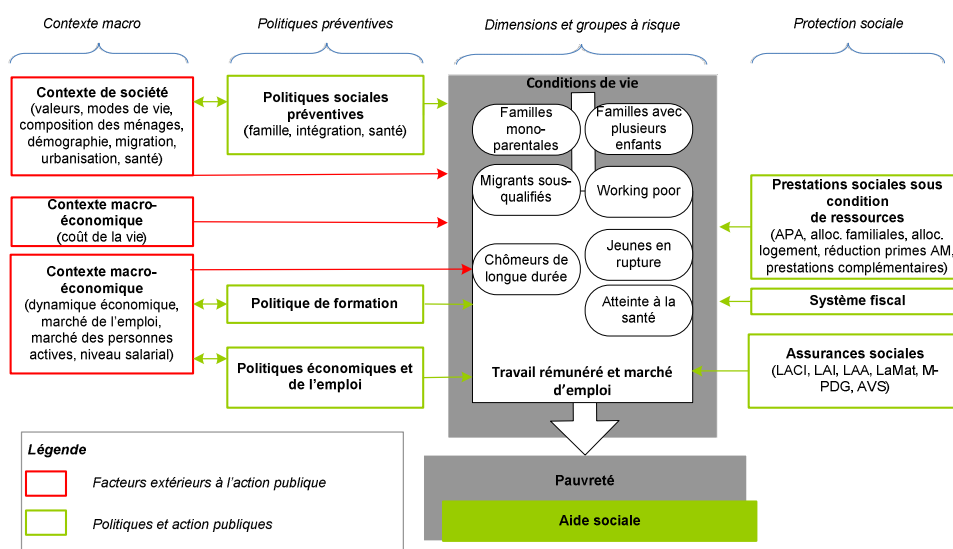 Contexte macro
Politiques préventives
Dimensions et groupes à risque
Protection sociale
Contexte de société
(valeurs, modes de vie,
composition des ménages,
démographie, migration,
urbanisation, santé)
Contexte macro-
économique
(coût de la vie)
Contexte macro-
économique
(dynamique économique,
marché de l'emploi,
marché des personnes
actives, niveau salarial)
Politiques sociales
préventives
(famille, intégration, santé)
Politique de formation
Politiques économiques et
de l'emploi
Conditions de vie
Familles
mono-
parentales
Familles avec
plusieurs
enfants
Migrants sous-
qualifiés
Working poor
Chômeurs de
longue durée
Jeunes en
rupture
Atteinte à la
santé
Travail rémunéré et marché
d'emploi
Prestations sociales sous
condition
de ressources
(APA, alloc. familiales, alloc.
logement, réduction primes AM,
prestations complémentaires)
Système fiscal
Assurances sociales
(LACI, LAI, LAA, LaMat, M-
PDG, AVS)
Pauvreté
Aide sociale
Légende
Facteurs extérieurs à l'action publique
Politiques et action publiques